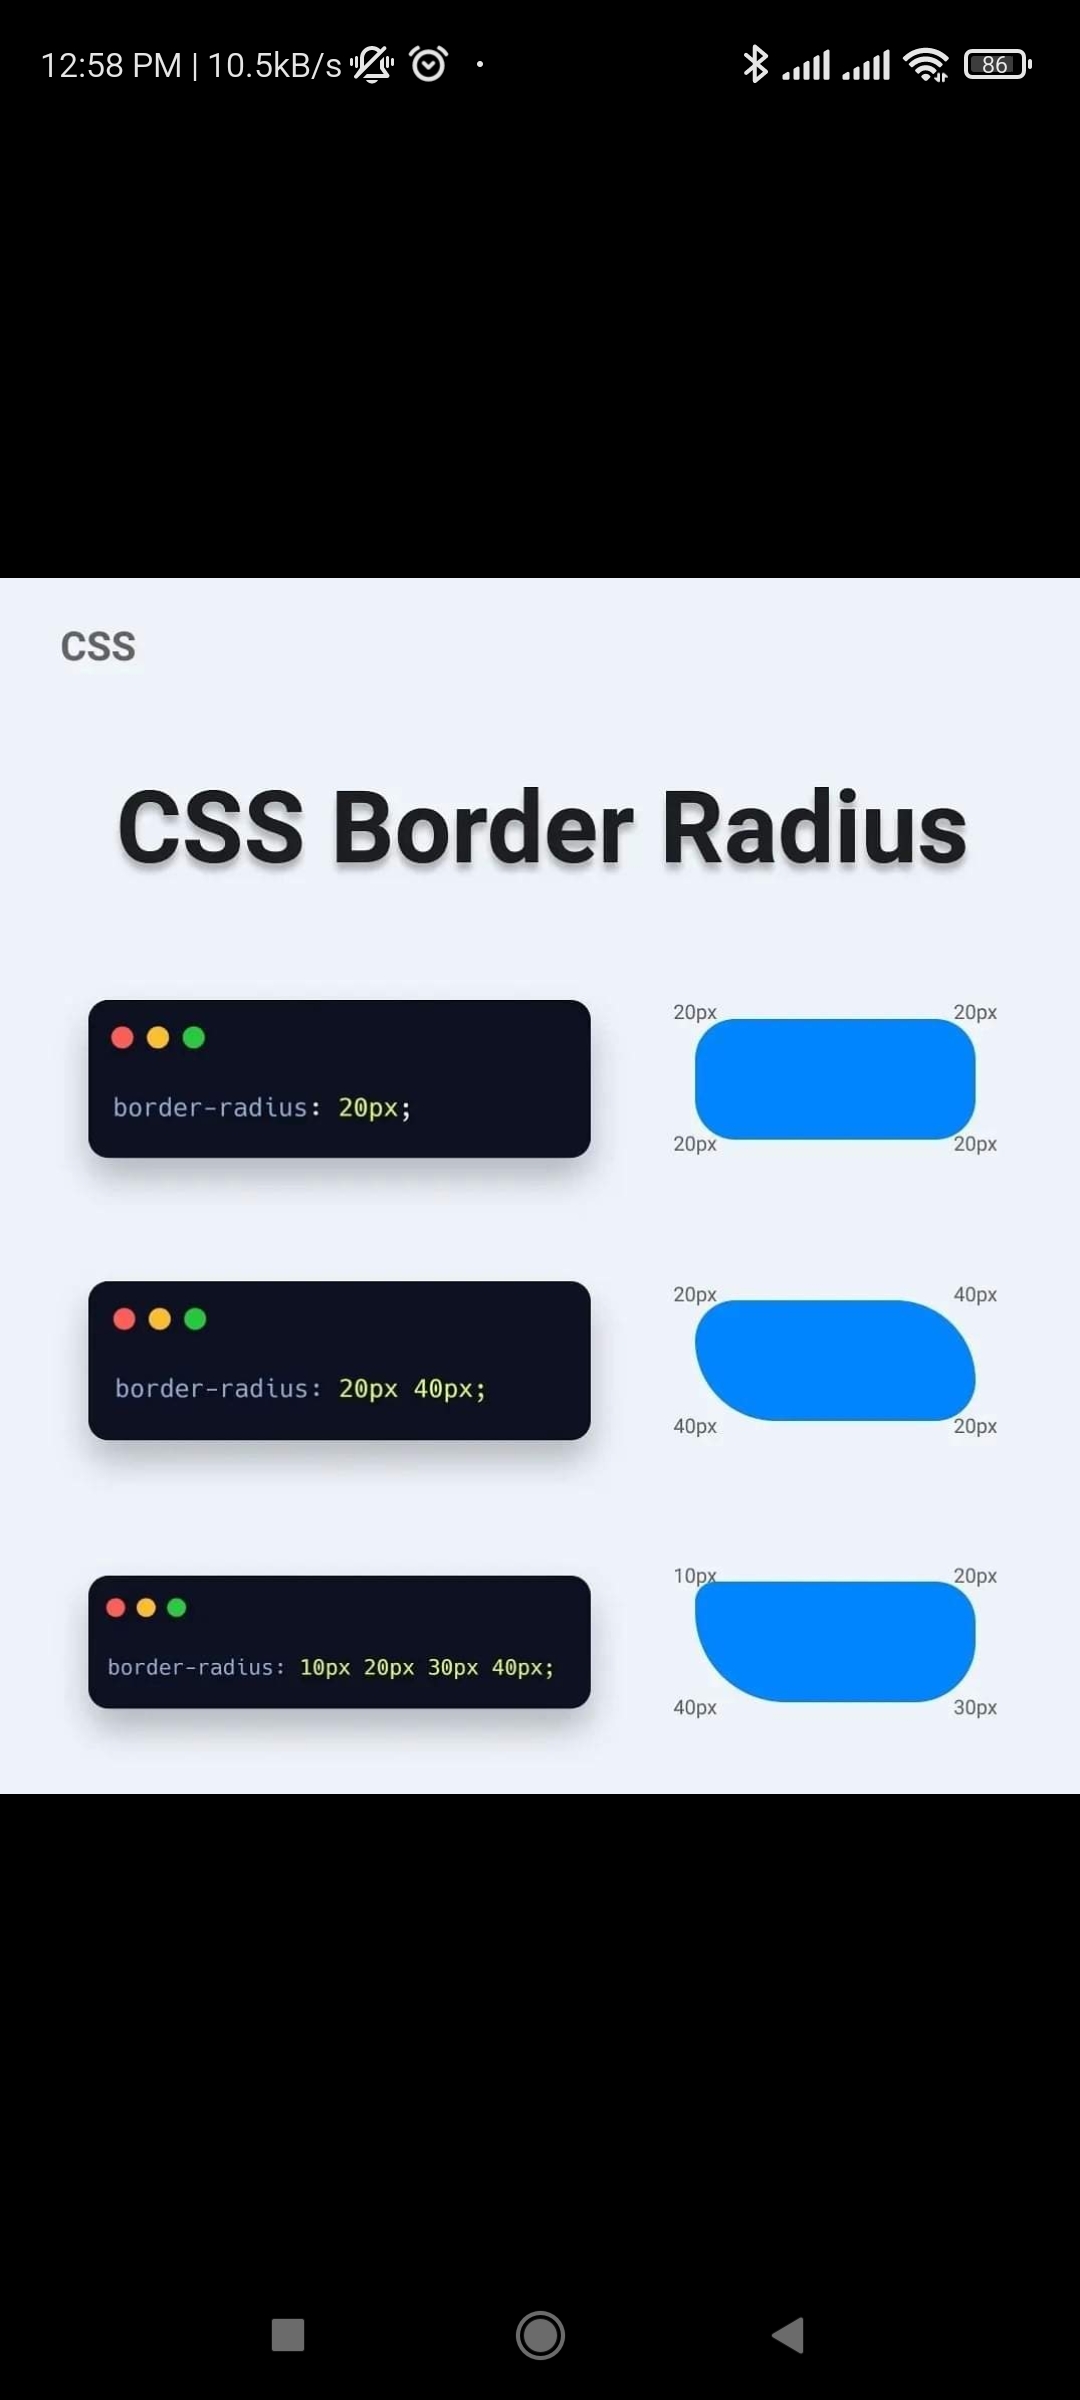 12:58 PM | 10.5kB/s
86
CSS
CSS Border Radius
border-radius: 20px;
20px 20px
20px 20px
border-radius: 20px 40px;
20px 40px
40px 20px
border-radius: 10px 20px 30px 40px;
10px 20px
40px 30px